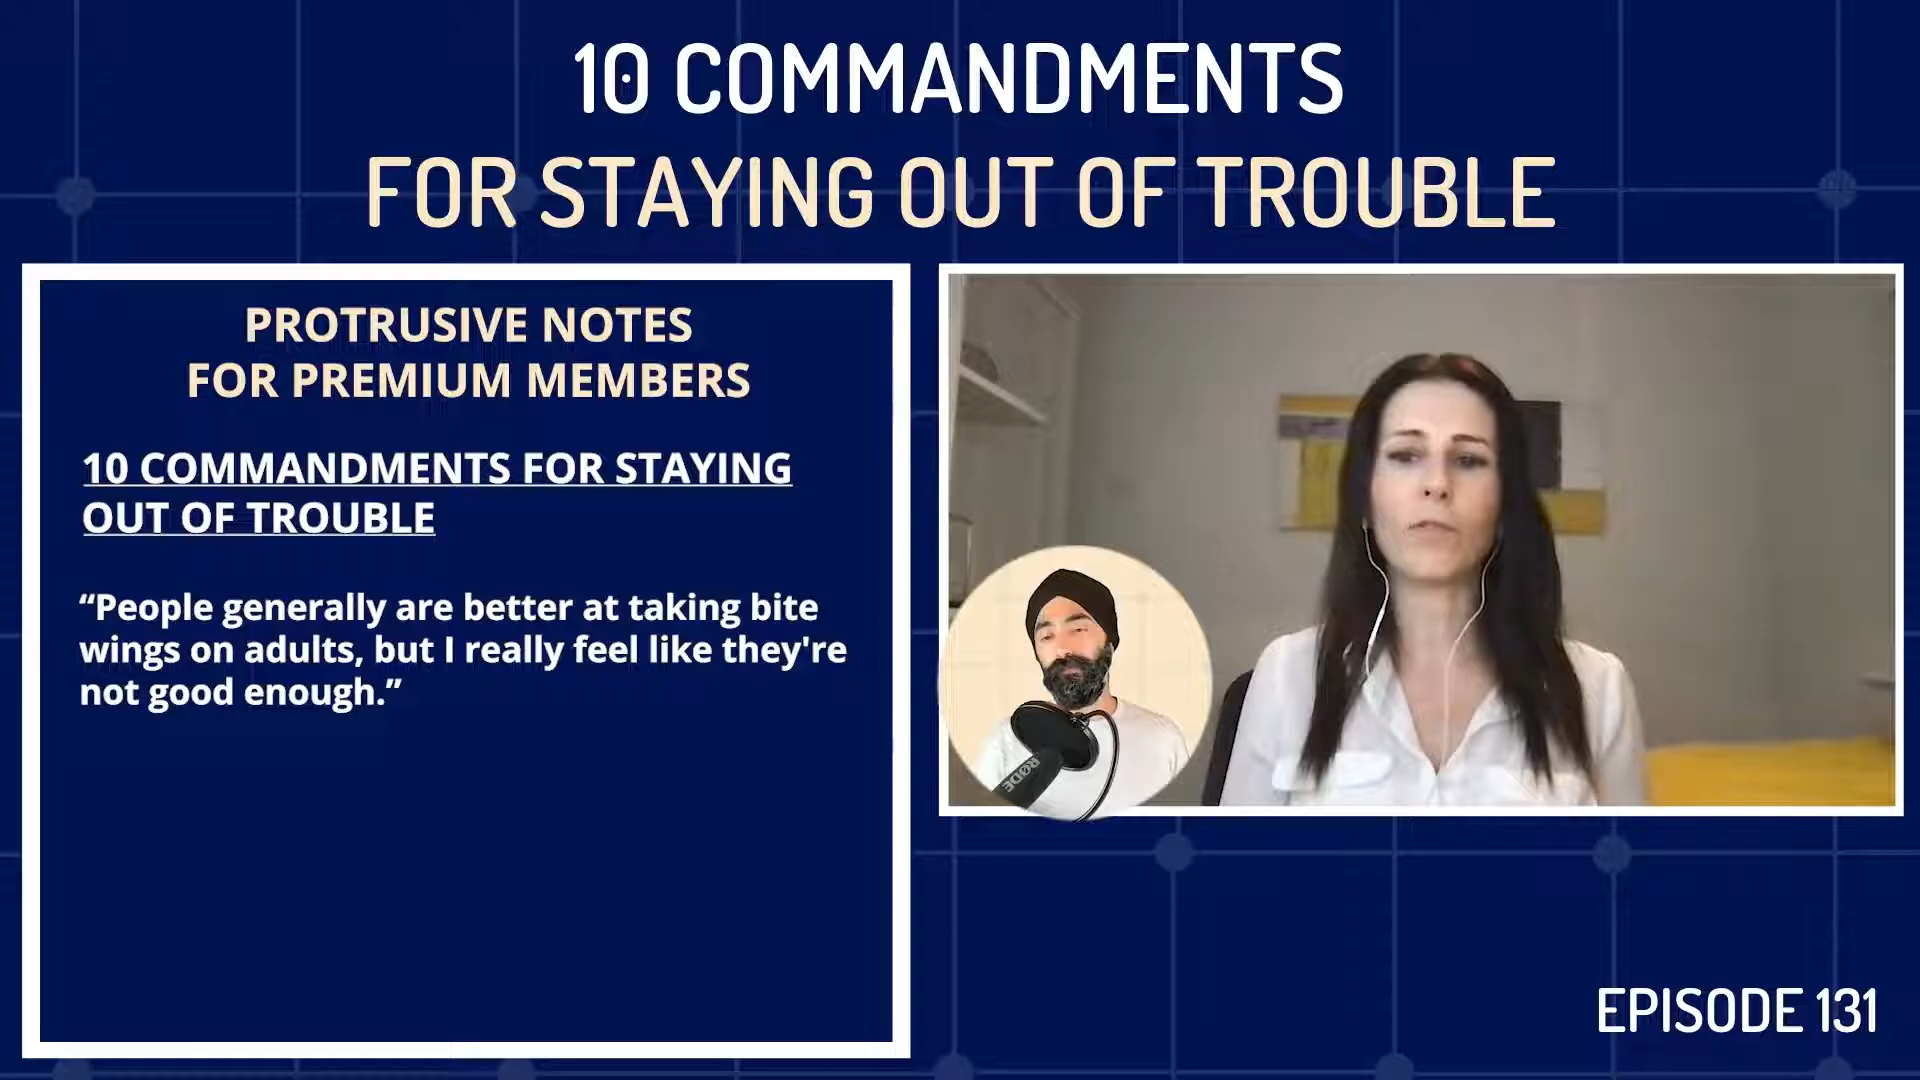 10 COMMANDMENTS
FOR STAYING OUT OF TROUBLE
PROTRUSIVE NOTES
FOR PREMIUM MEMBERS
10 COMMANDMENTS FOR STAYING
OUT OF TROUBLE
“People generally are better at taking bite
wings on adults, but I really feel like they're
not good enough.”
RØDE
EPISODE 131